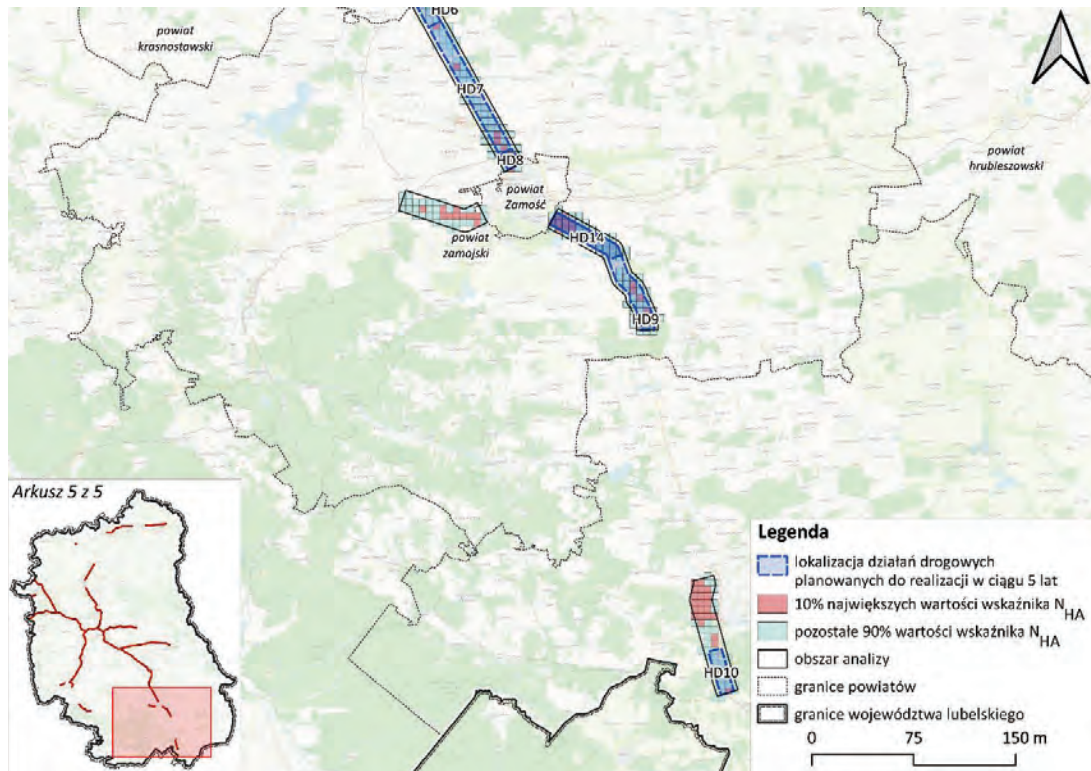 HD6
powiat
krasnostawski
HD7
HD8
powiat
Zamość
powiat
hrubieszowski
HD14
powiat
zamojski
HD9
Arkusz 5 z 5
HD10
Legenda
lokalizacja działań drogowych
planowanych do realizacji w ciągu 5 lat
10% największych wartości wskaźnika N HA
pozostałe 90% wartości wskaźnika N HA
obszar analizy
granice powiatów
granice województwa lubelskiego
0 75 150 m